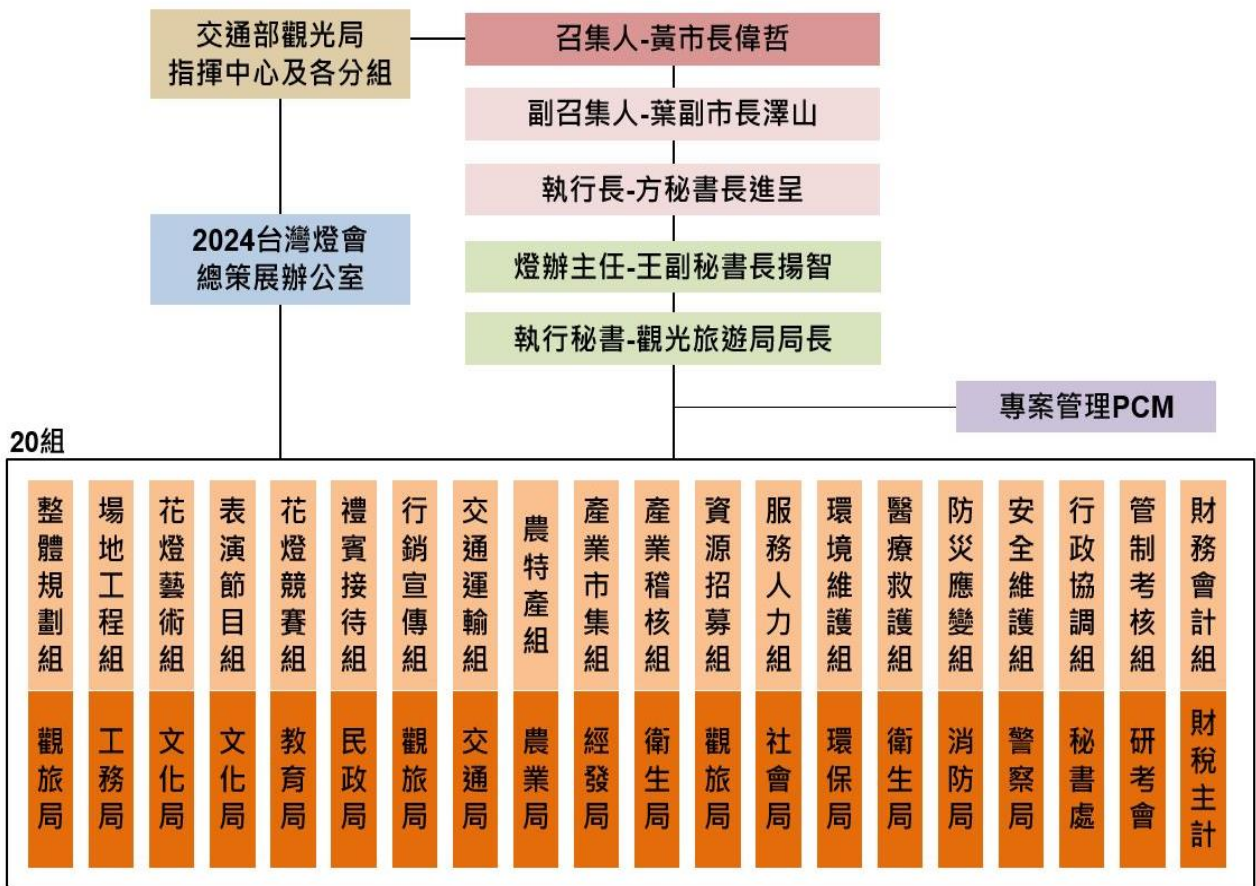 交通部觀光局
指揮中心及各分組
召集人-黃市長偉哲
副召集人-葉副市長澤山
執行長-方秘書長進呈
2024台灣燈會
總策展辦公室
燈辦主任-王副秘書長揚智
執行秘書-觀光旅遊局局長
專案管理PCM
20組
整體規劃組
場地工程組
花燈藝術組
表演節目組
花燈競賽組
禮賓接待組
行銷宣傳組
交通運輸組
農特產組
產業市集組
產業稽核組
資源招募組
服務人力組
環境維護組
醫療救護組
防災應變組
安全維護組
行政協調組
管制考核組
財務會計組
觀旅局
工務局
文化局
文化局
教育局
民政局
觀旅局
交通局
農業局
經發局
衛生局
觀旅局
社會局
環保局
衛生局
消防局
警察局
秘書處
研考會
財稅主計